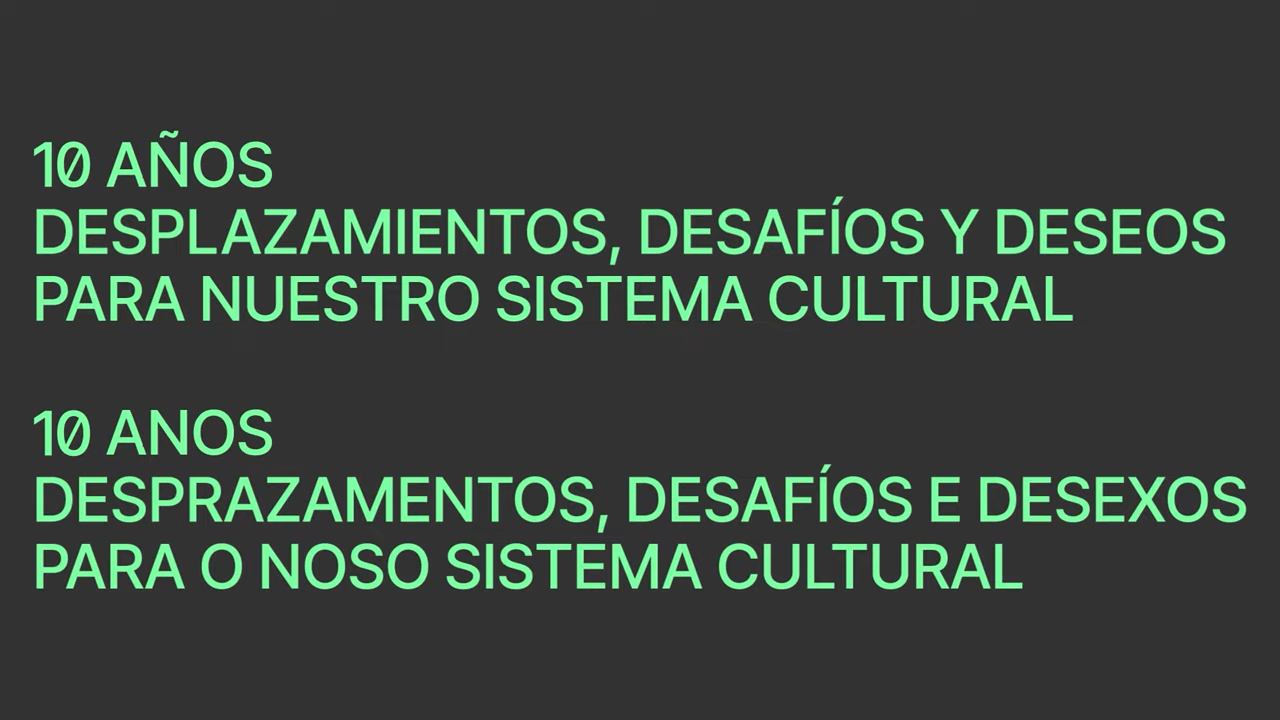 10 AÑOS
DESPLAZAMIENTOS, DESAFÍOS Y DESEOS
PARA NUESTRO SISTEMA CULTURAL
10 ANOS
DESPRAZAMENTOS, DESAFÍOS E DESEXOS
PARA O NOSO SISTEMA CULTURAL